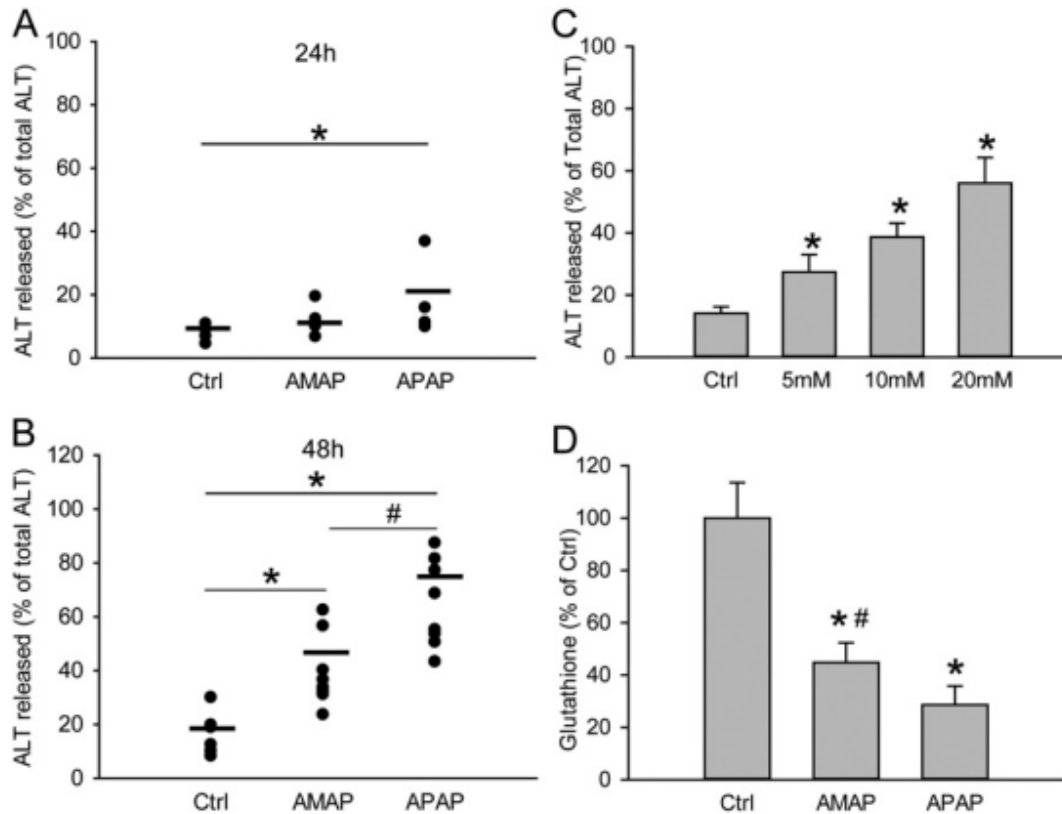 A
24h
ALT released (% of total ALT)
100
80
60
40
20
0
*
Ctrl AMAP APAP
B
48h
ALT released (% of total ALT)
120
100
80
60
40
20
0
*
#
*
Ctrl AMAP APAP
C
ALT released (% of Total ALT)
100
80
60
40
20
0
* * *
Ctrl 5mM 10mM 20mM
D
Glutathione (% of Ctrl)
120
100
80
60
40
20
0
*# *
Ctrl AMAP APAP